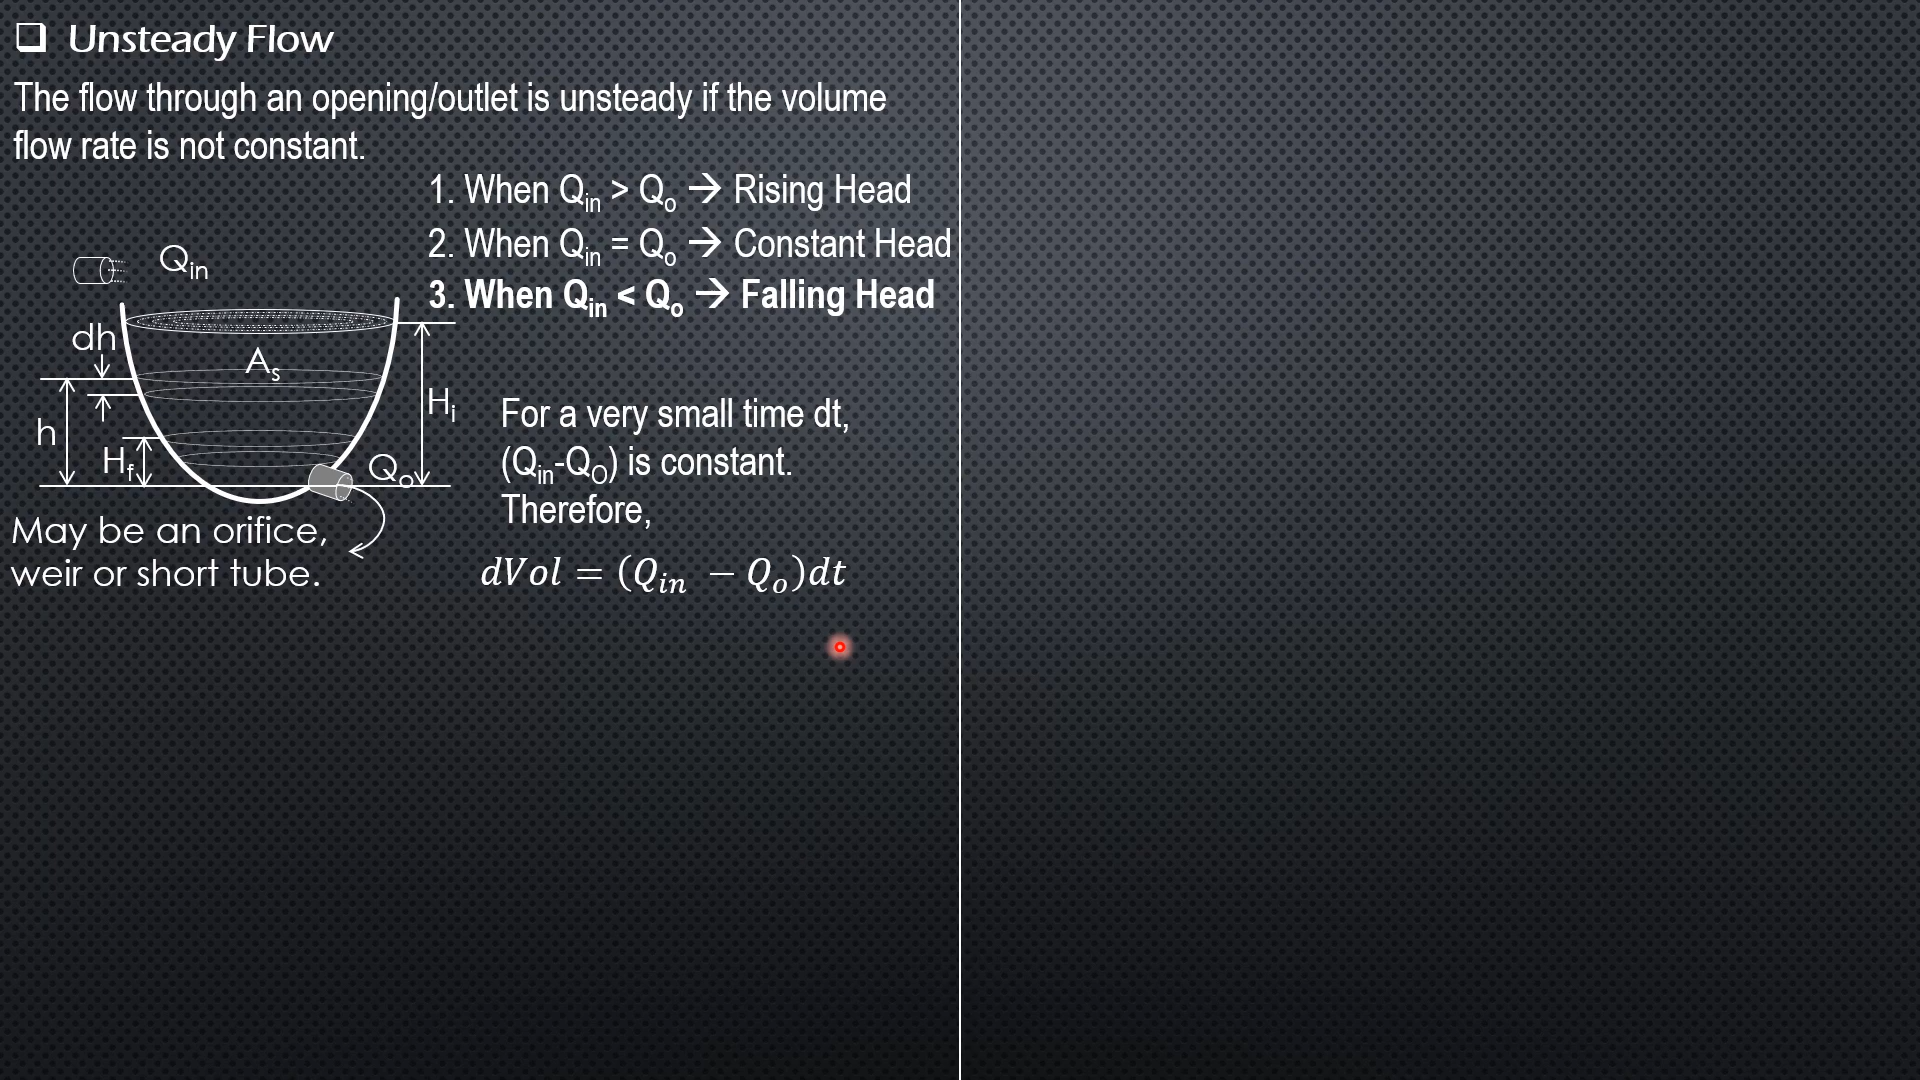 ❑ Unsteady Flow
The flow through an opening/outlet is unsteady if the volume
flow rate is not constant.
1. When Qin > Qo → Rising Head
2. When Qin = Qo → Constant Head
3. When Qin < Qo → Falling Head
Qin
dh
As
Hi
h
Hf
Qo
May be an orifice,
weir or short tube.
For a very small time dt,
(Qin-QO) is constant.
Therefore,
dVol = (Qin − Qo)dt